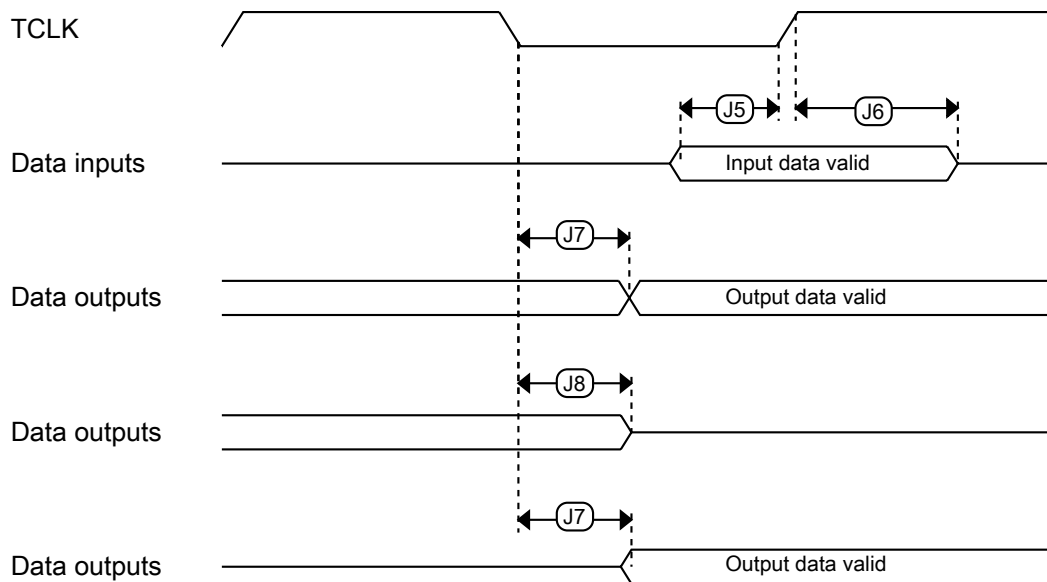 TCLK
J5
J6
Data inputs
Input data valid
J7
Data outputs
Output data valid
J8
Data outputs
J7
Data outputs
Output data valid